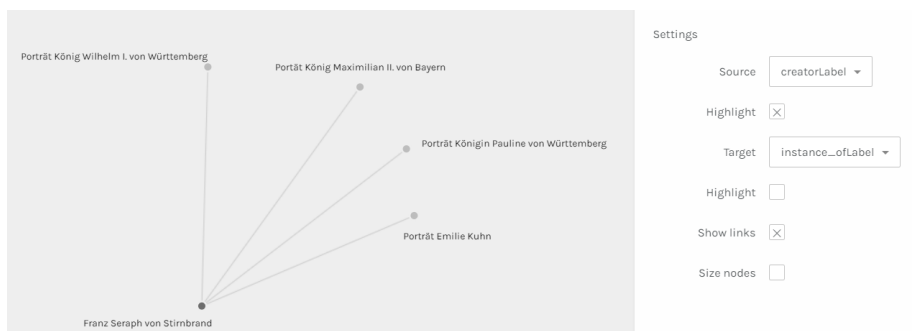 Porträt König Wilhelm I. von Württemberg
Portät König Maximilian II. von Bayern
Porträt Königin Pauline von Württemberg
Porträt Emilie Kuhn
Franz Seraph von Stirnbrand
Settings
Source creatorLabel
Highlight
Target instance_ofLabel
Highlight
Show links
Size nodes